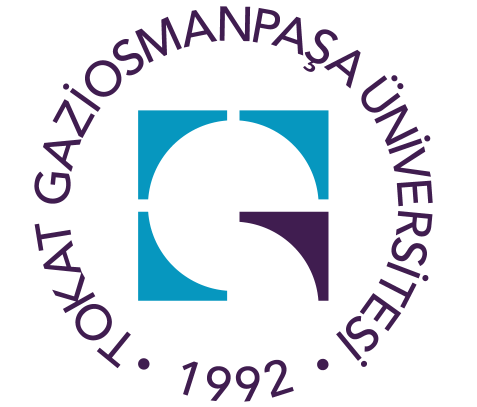 TOKAT GAZİOSMANPAŞA ÜNİVERSİTESİ
• 1992 •